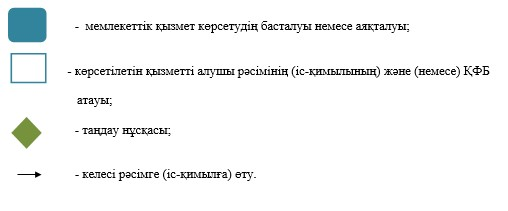 - мемлекеттік қызмет көрсетудің басталуы немесе аяқталуы;
- көрсетілетін қызметті алушы рәсімінің (іс-қимылының) және (немесе) ҚФБ
атауы;
- таңдау нұсқасы;
- келесі рәсімге (іс-қимылға) өту.